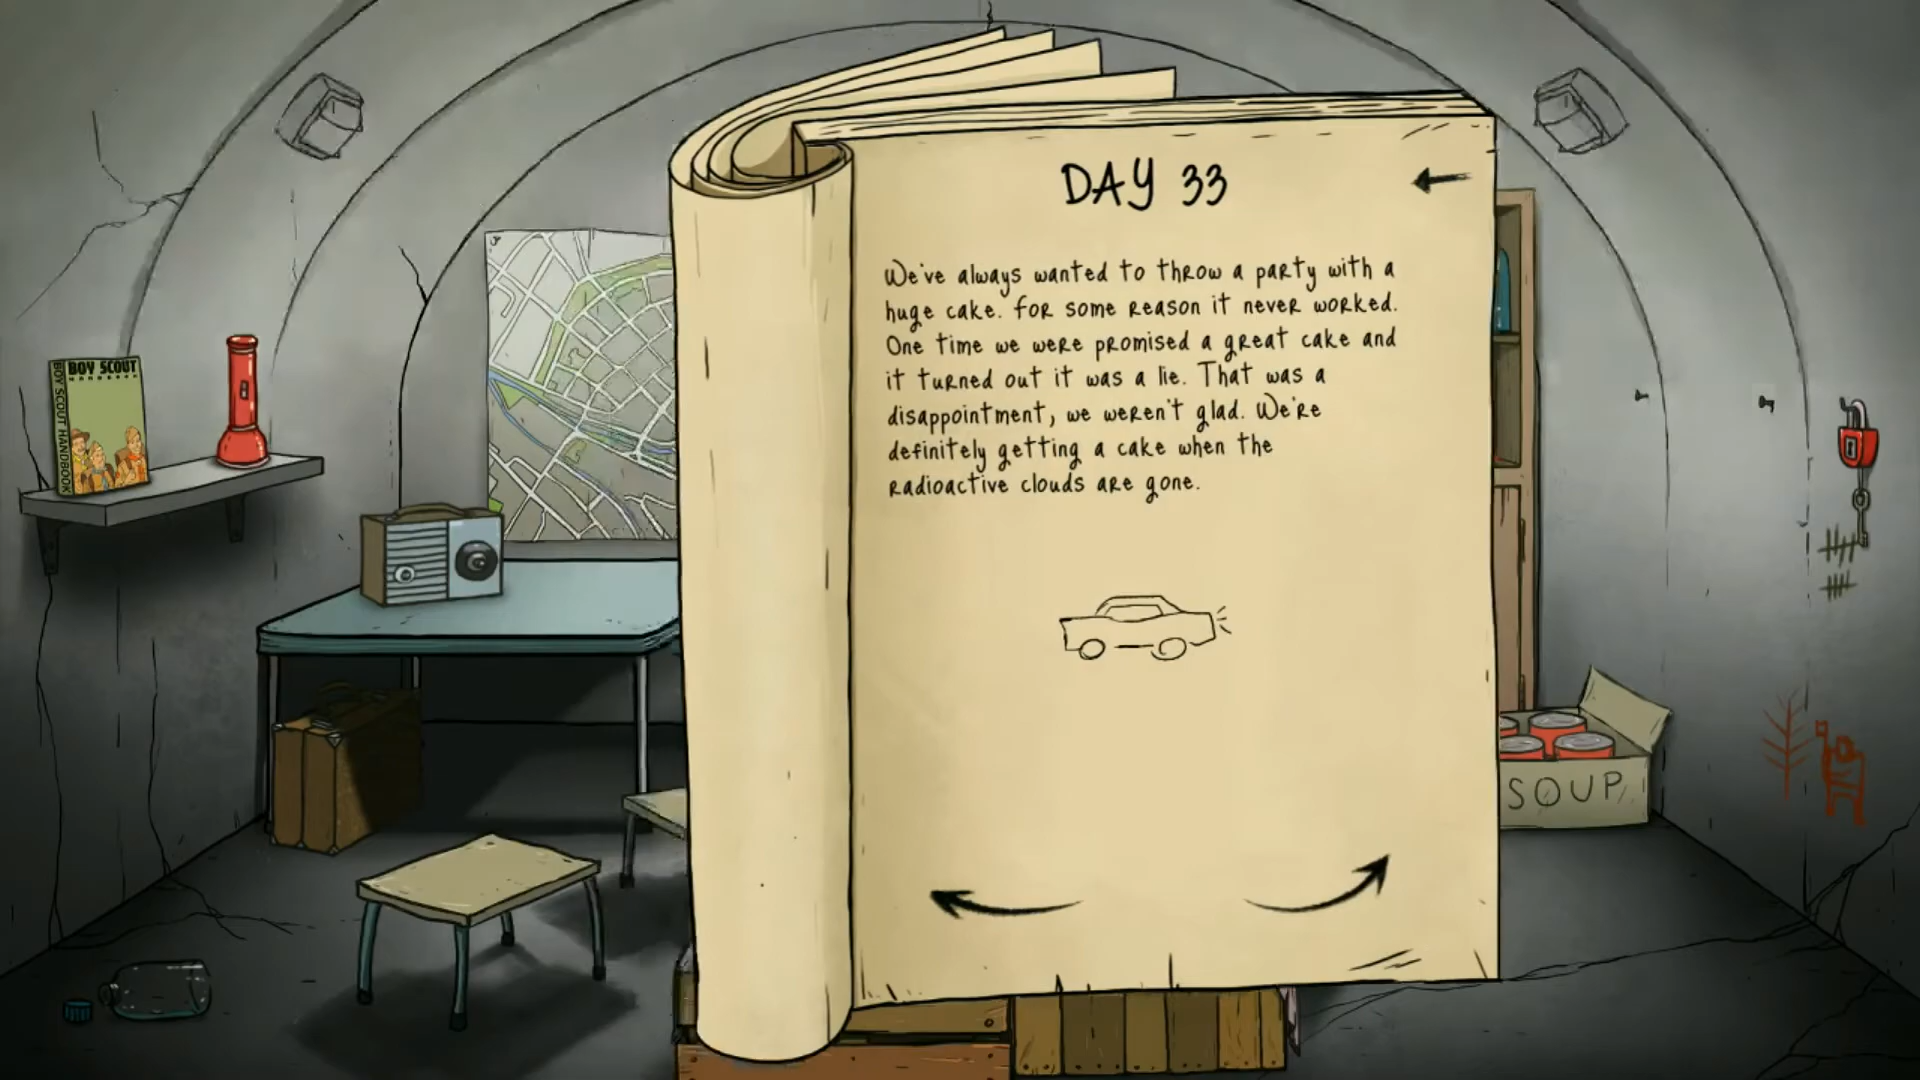 DAY 33
We've always wanted to throw a party with a
huge cake. for some reason it never worked.
One time we were promised a great cake and
it turned out it was a lie. That was a
disappointment, we weren't glad. We're
definitely getting a cake when the
radioactive clouds are gone.
BOY SCOUT
HANDBOOK
BOY SCOUT HANDBOOK
SOUP